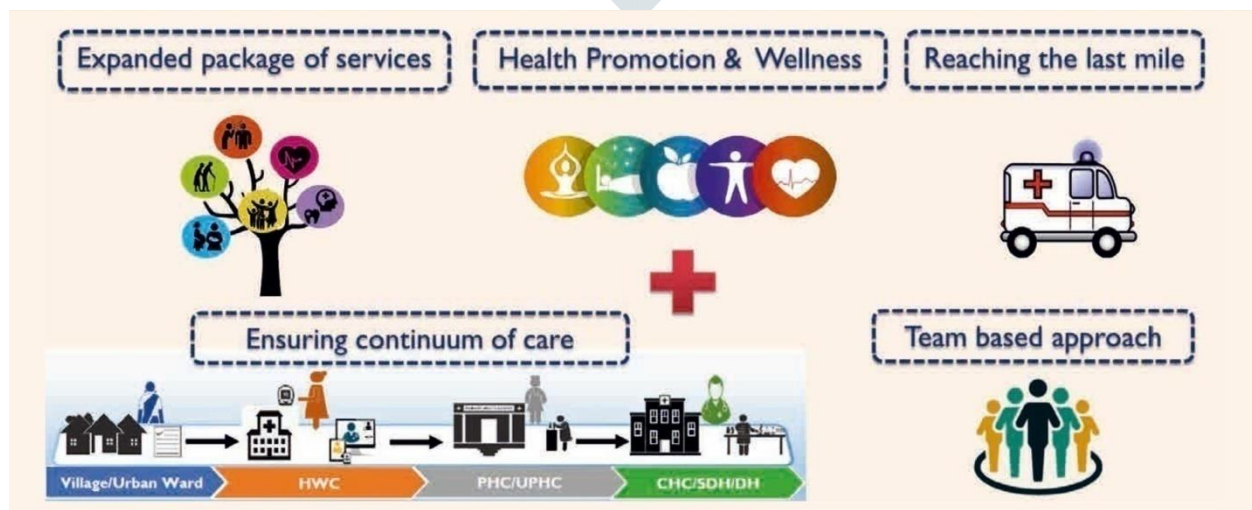 Expanded package of services
Health Promotion & Wellness
Reaching the last mile
Ensuring continuum of care
Team based approach
Village/Urban Ward
HWC
PHC/UPHC
CHC/SDH/DH